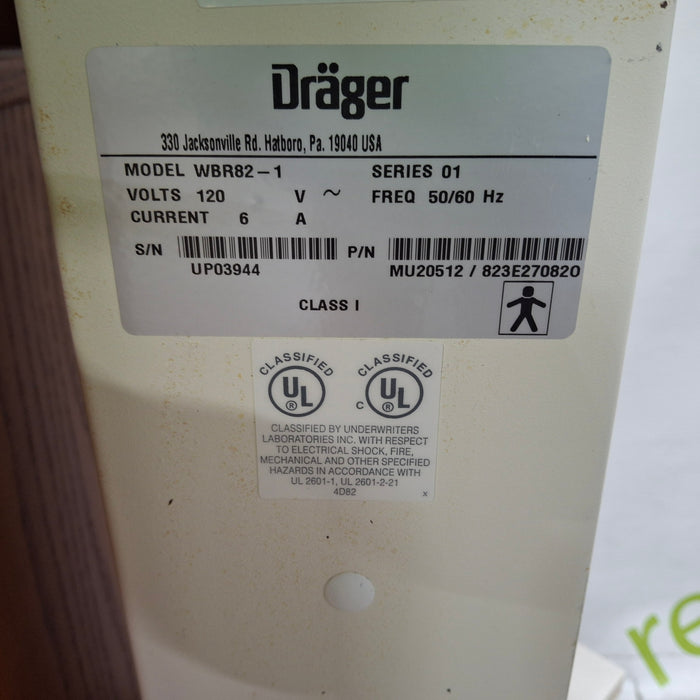 Dräger
330 Jacksonville Rd. Hatboro, Pa. 19040 USA
MODEL WBR82-1 SERIES 01
VOLTS 120 V ~ FREQ 50/60 Hz
CURRENT 6 A
S/N P/N
UP03944 MU20512 / 823E270820
CLASS I
CLASSIFIED CLASSIFIED
UL ® C UL ®
CLASSIFIED BY UNDERWRITERS
LABORATORIES INC. WITH RESPECT
TO ELECTRICAL SHOCK, FIRE,
MECHANICAL AND OTHER SPECIFIED
HAZARDS IN ACCORDANCE WITH
UL 2601-1, UL 2601-2-21
4D82 x
re